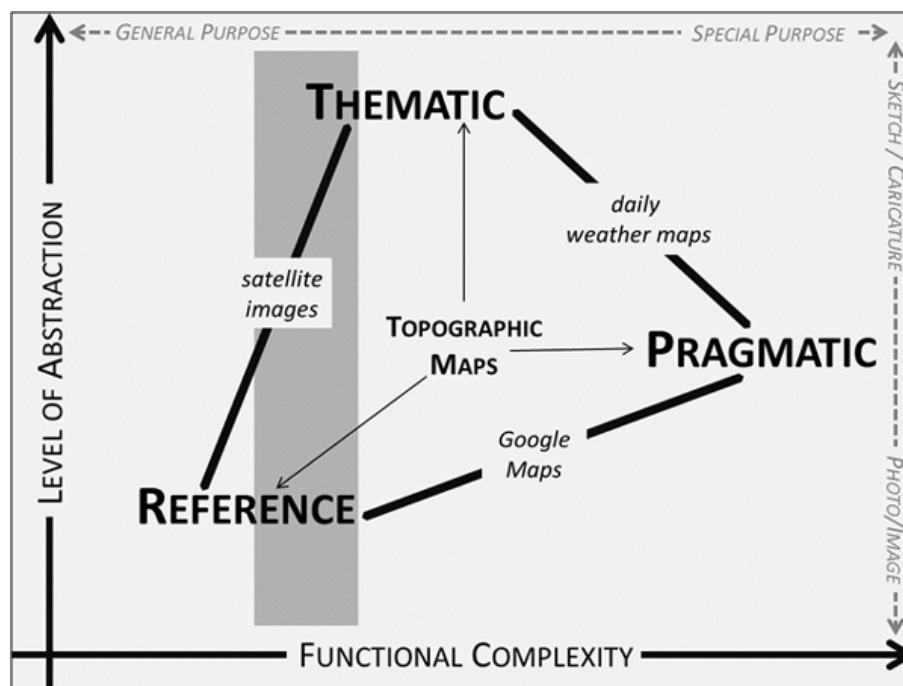 GENERAL PURPOSE
SPECIAL PURPOSE
THEMATIC
daily
weather maps
satellite
images
TOPOGRAPHIC
MAPS
PRAGMATIC
Google
Maps
REFERENCE
LEVEL OF ABSTRACTION
SKETCH / CARICATURE
PHOTO/IMAGE
FUNCTIONAL COMPLEXITY